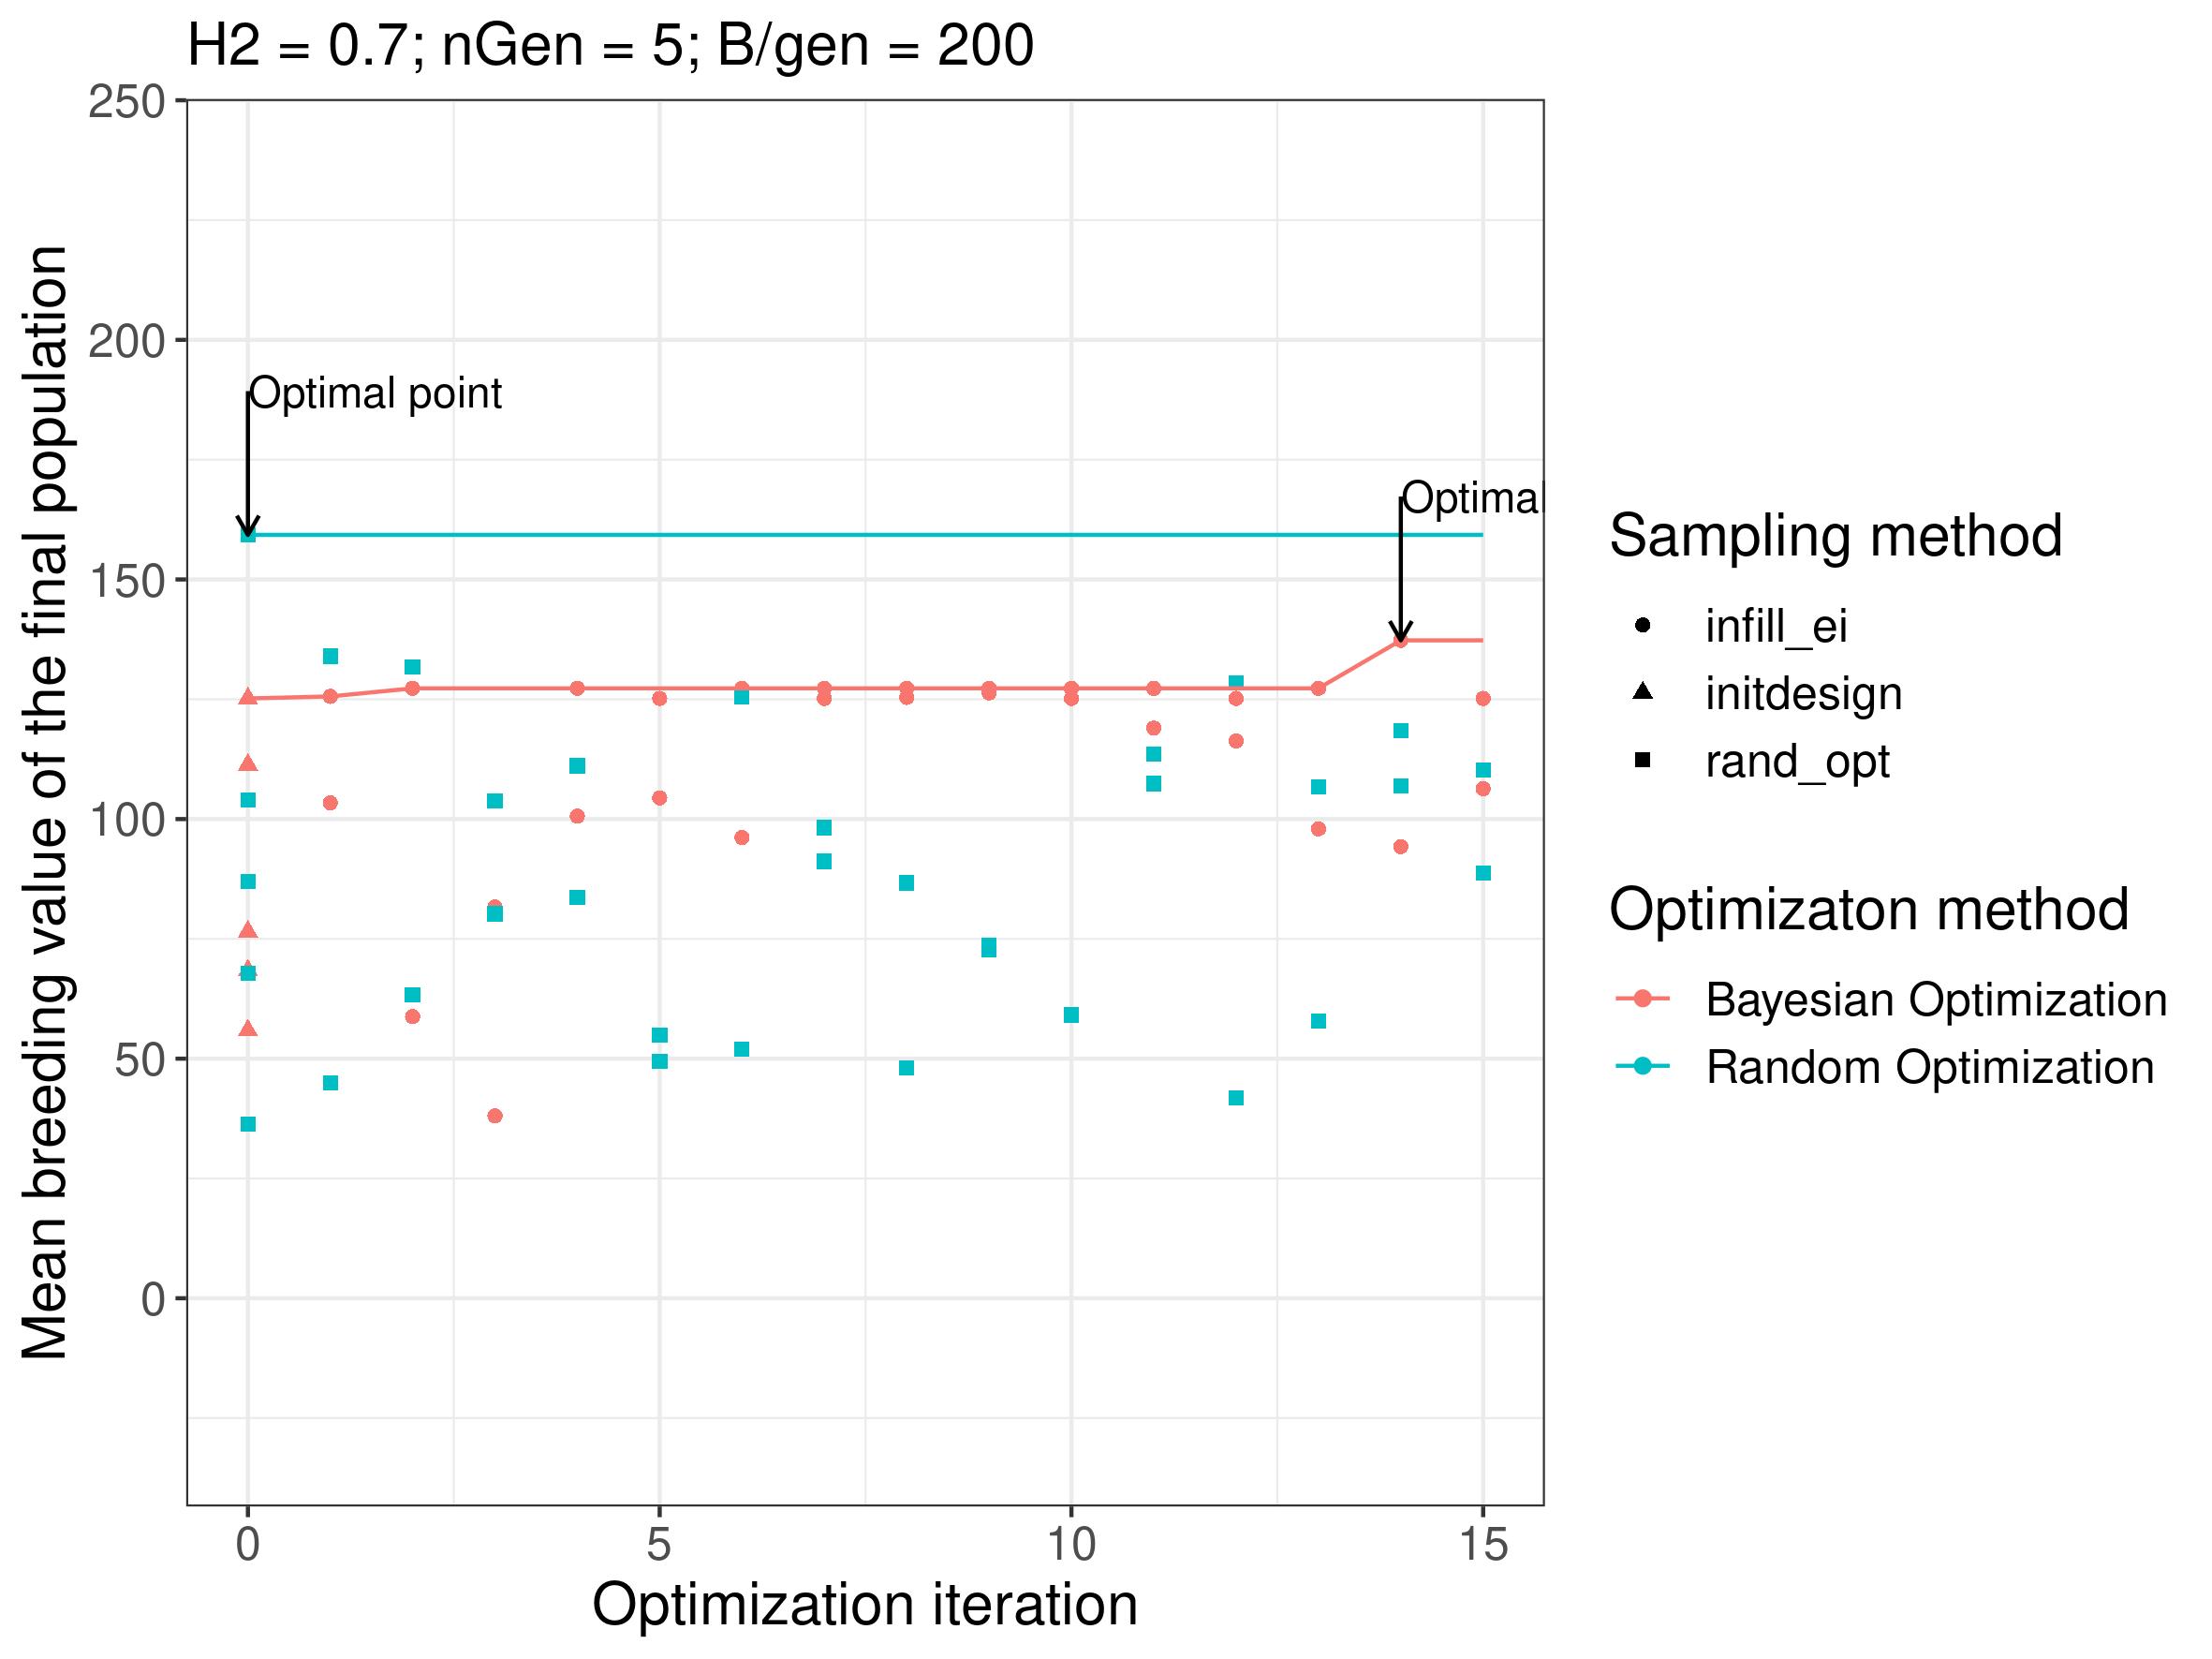 H2 = 0.7; nGen = 5; B/gen = 200
Mean breeding value of the final population
250
200
150
100
50
0
Optimal point
Optimal
0
5
10
15
Optimization iteration
Sampling method
infill_ei
initdesign
rand_opt
Optimizaton method
Bayesian Optimization
Random Optimization